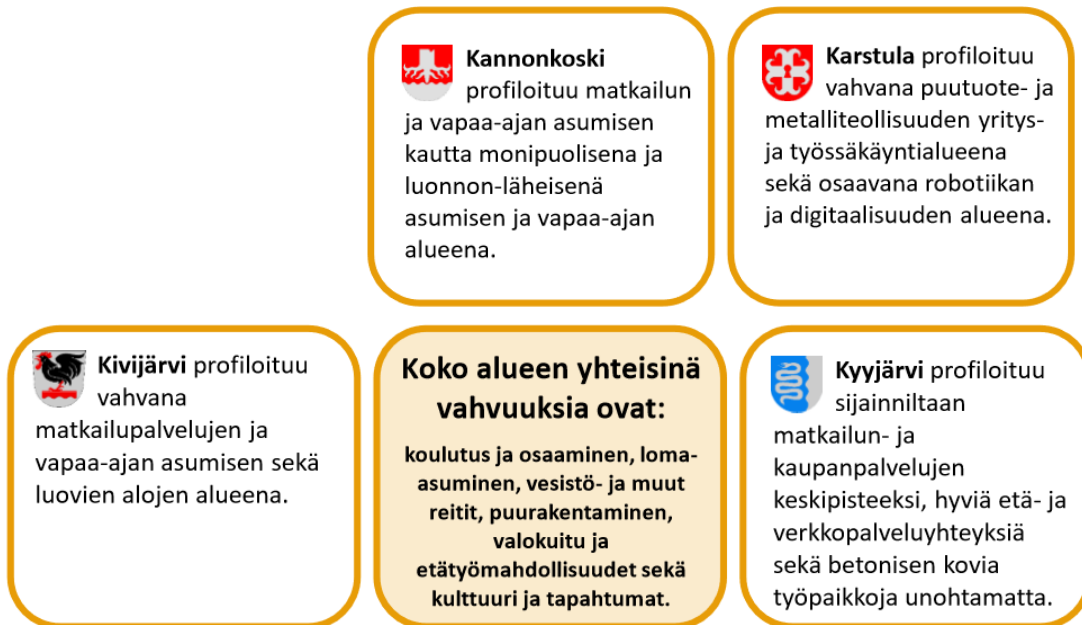 Kannonkoski
profiloituu matkailun
ja vapaa-ajan asumisen
kautta monipuolisena ja
luonnon-läheisenä
asumisen ja vapaa-ajan
alueena.
Karstula profiloituu
vahvana puutuote- ja
metalliteollisuuden yritys-
ja työssäkäyntialueena
sekä osaavana robotiikan
ja digitaalisuuden alueena.
Kivijärvi profiloituu
vahvana
matkailupalvelujen ja
vapaa-ajan asumisen sekä
luovien alojen alueena.
Koko alueen yhteisinä
vahvuuksia ovat:
koulutus ja osaaminen, loma-
asuminen, vesistö- ja muut
reitit, puurakentaminen,
valokuitu ja
etätyömahdollisuudet sekä
kulttuuri ja tapahtumat.
Kyyjärvi profiloituu
sijainniltaan
matkailun- ja
kaupanpalvelujen
keskipisteeksi, hyviä etä- ja
verkkopalveluyhteyksiä
sekä betonisen kovia
työpaikkoja unohtamatta.